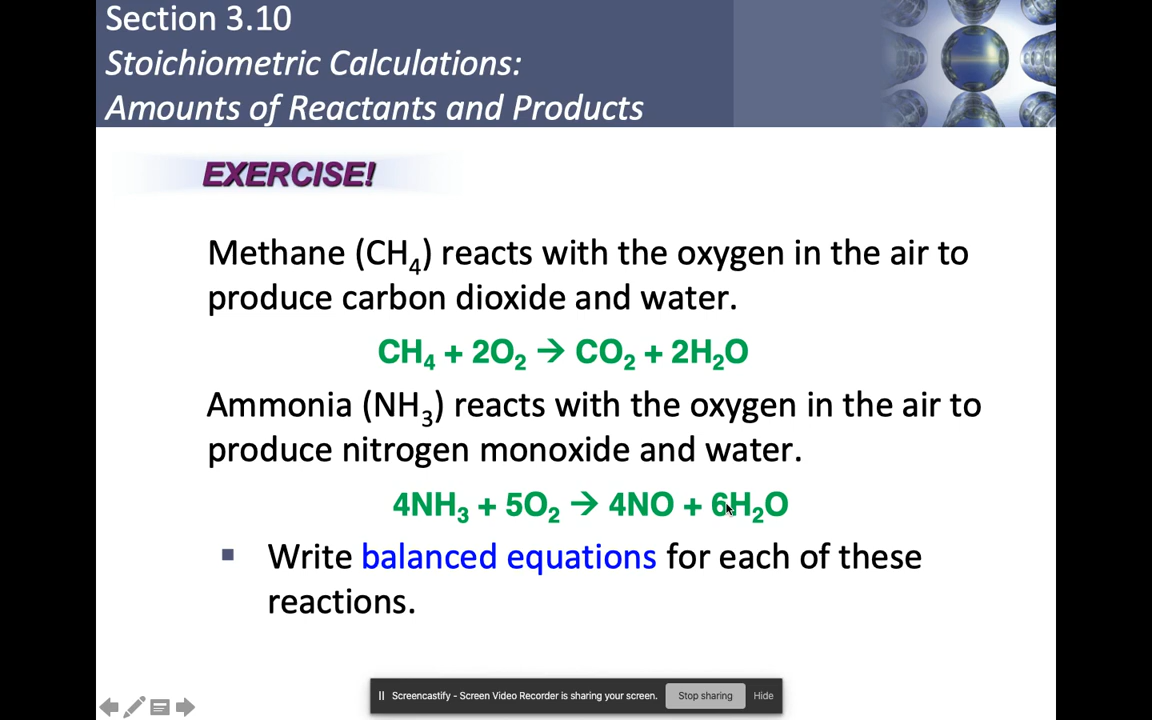 Section 3.10
Stoichiometric Calculations:
Amounts of Reactants and Products
EXERCISE!
Methane (CH₄) reacts with the oxygen in the air to
produce carbon dioxide and water.
CH₄ + 2O₂ → CO₂ + 2H₂O
Ammonia (NH₃) reacts with the oxygen in the air to
produce nitrogen monoxide and water.
4NH₃ + 5O₂ → 4NO + 6H₂O
▪ Write balanced equations for each of these
reactions.
Screencastify - Screen Video Recorder is sharing your screen. Stop sharing Hide